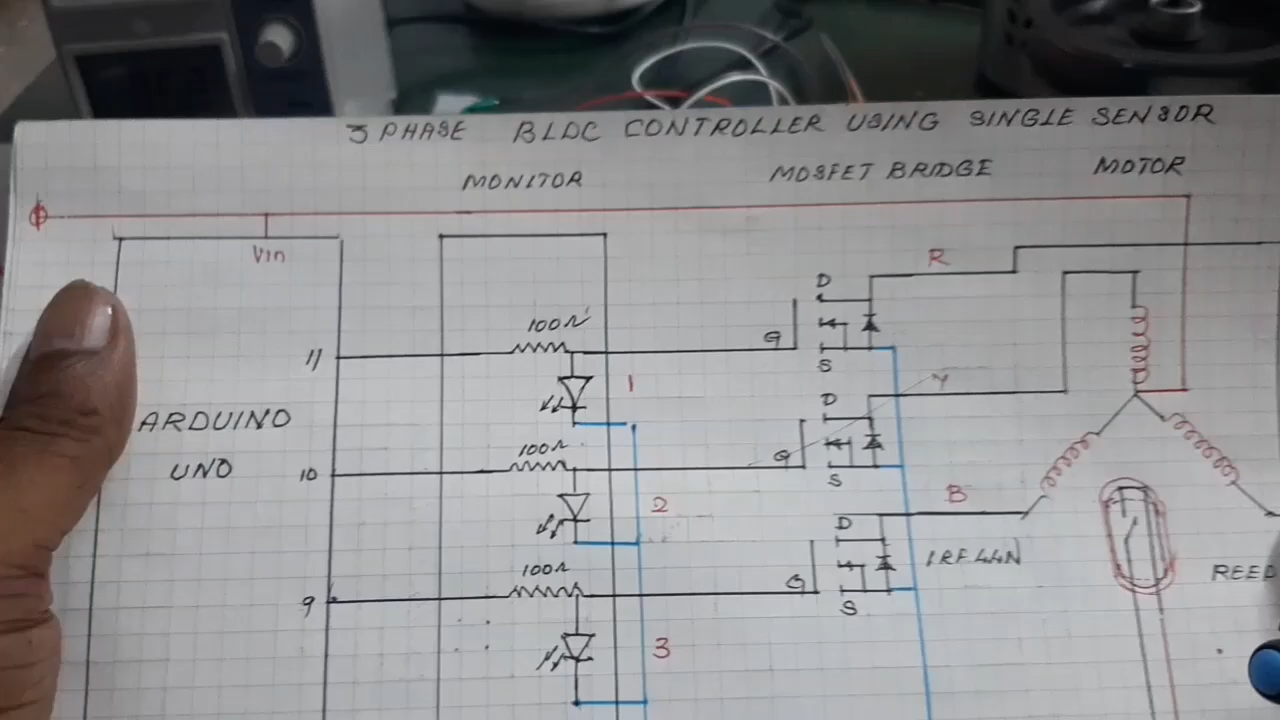 3 PHASE BLDC CONTROLLER USING SINGLE SENSOR
MONITOR
MOSFET BRIDGE
MOTOR
Vin
R
D
100Ω
11
G
S
1
Y
ARDUINO
UNO
D
100Ω
10
G
S
2
B
D
IRF44N
100Ω
9
G
S
REED
3